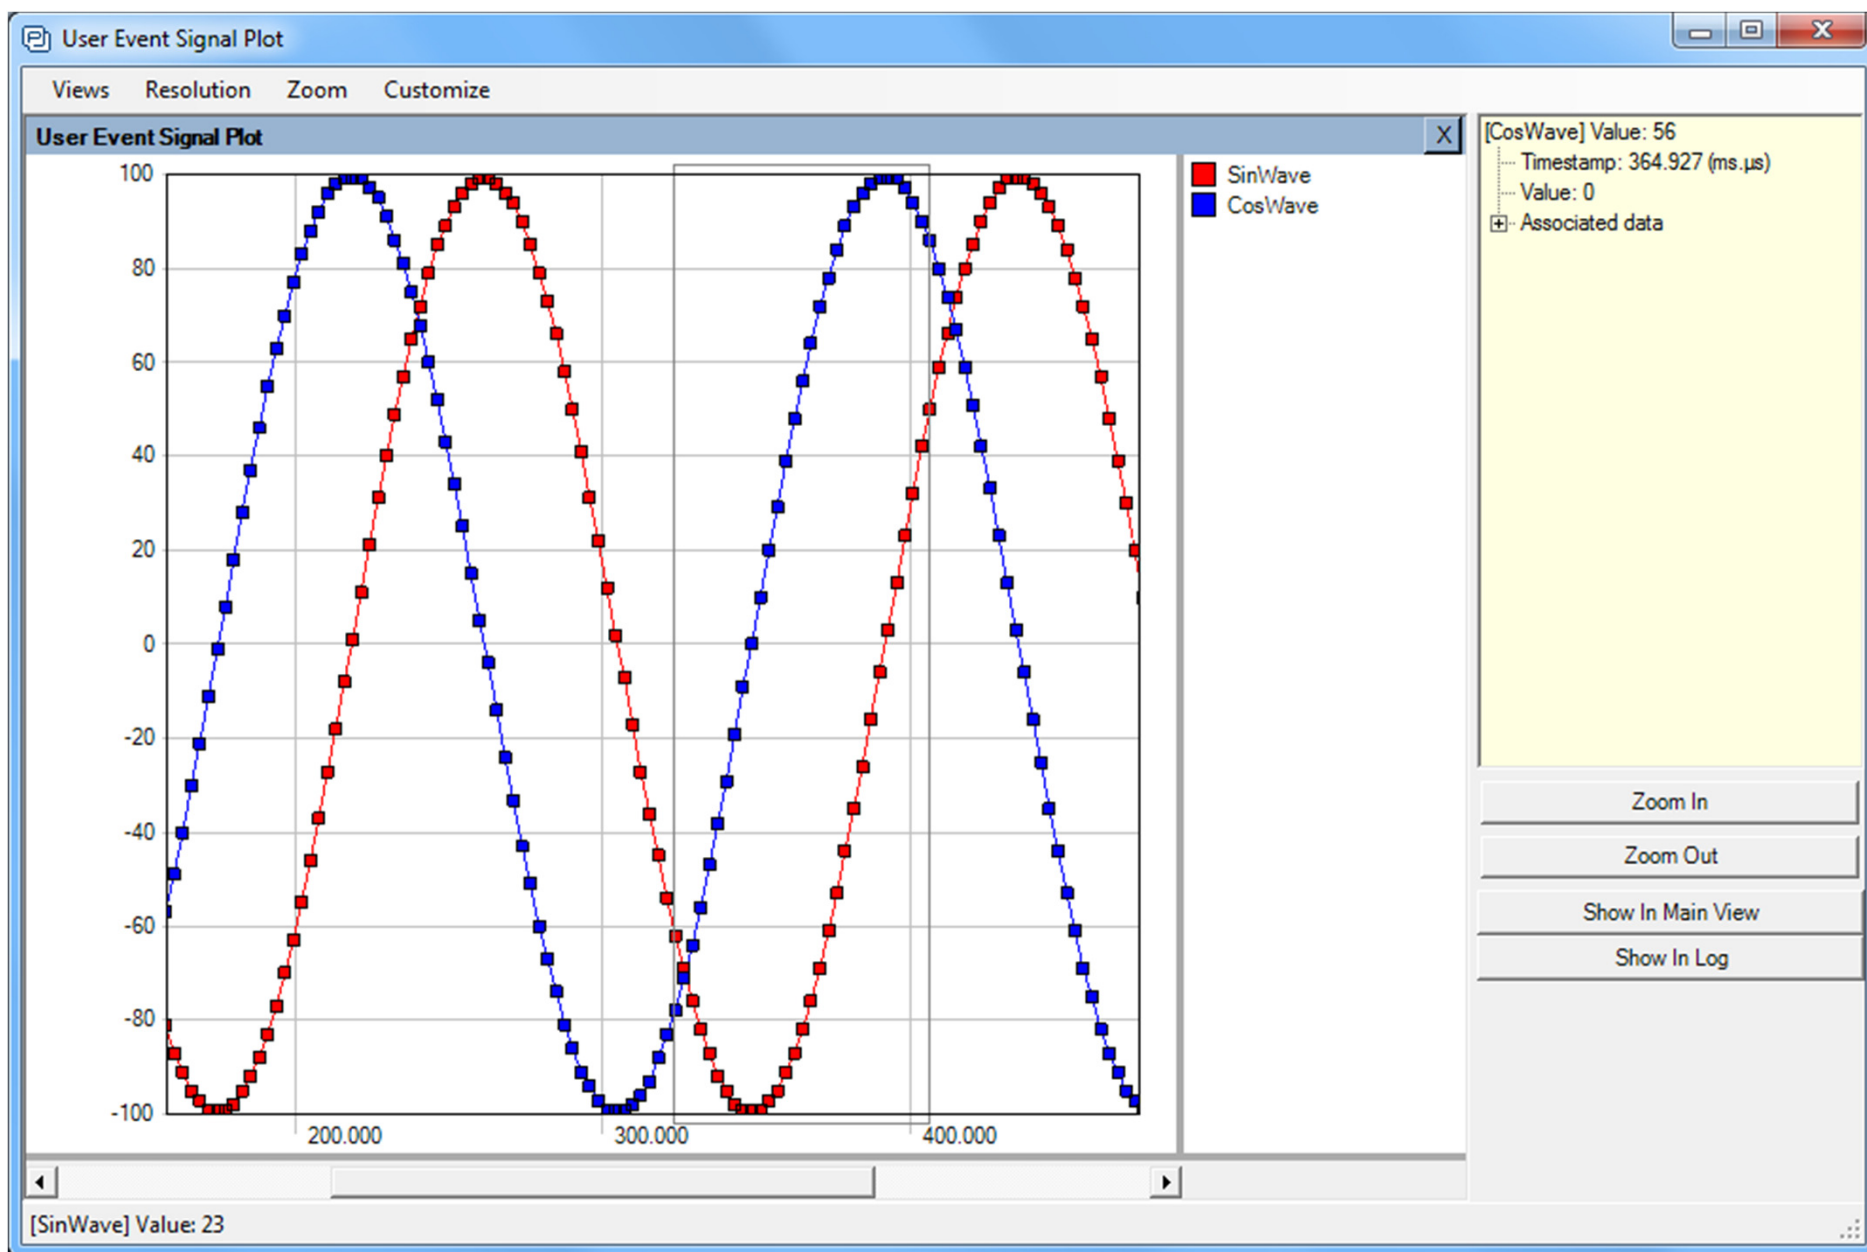 User Event Signal Plot
Views Resolution Zoom Customize
User Event Signal Plot
X
100
80
60
40
20
0
-20
-40
-60
-80
-100
200.000 300.000 400.000
SinWave
CosWave
[CosWave] Value: 56
Timestamp: 364.927 (ms.µs)
Value: 0
Associated data
Zoom In
Zoom Out
Show In Main View
Show In Log
[SinWave] Value: 23